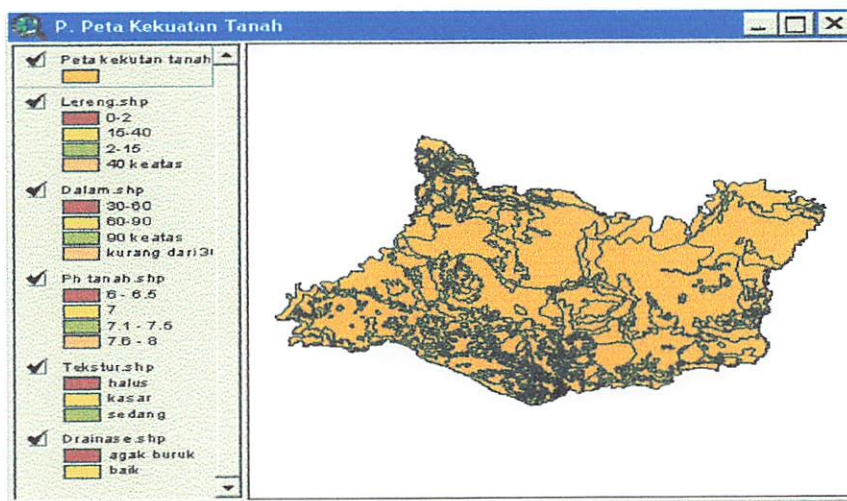 P. Peta Kekuatan Tanah
Peta kekutan tanah
Lereng.shp
0-2
15-40
2-15
40 keatas
Dalam.shp
30-60
60-90
90 keatas
kurang dari 3
Ph tanah.shp
6 - 6.5
7
7.1 - 7.5
7.6 - 8
Tekstur.shp
halus
kasar
sedang
Drainase.shp
agak buruk
baik